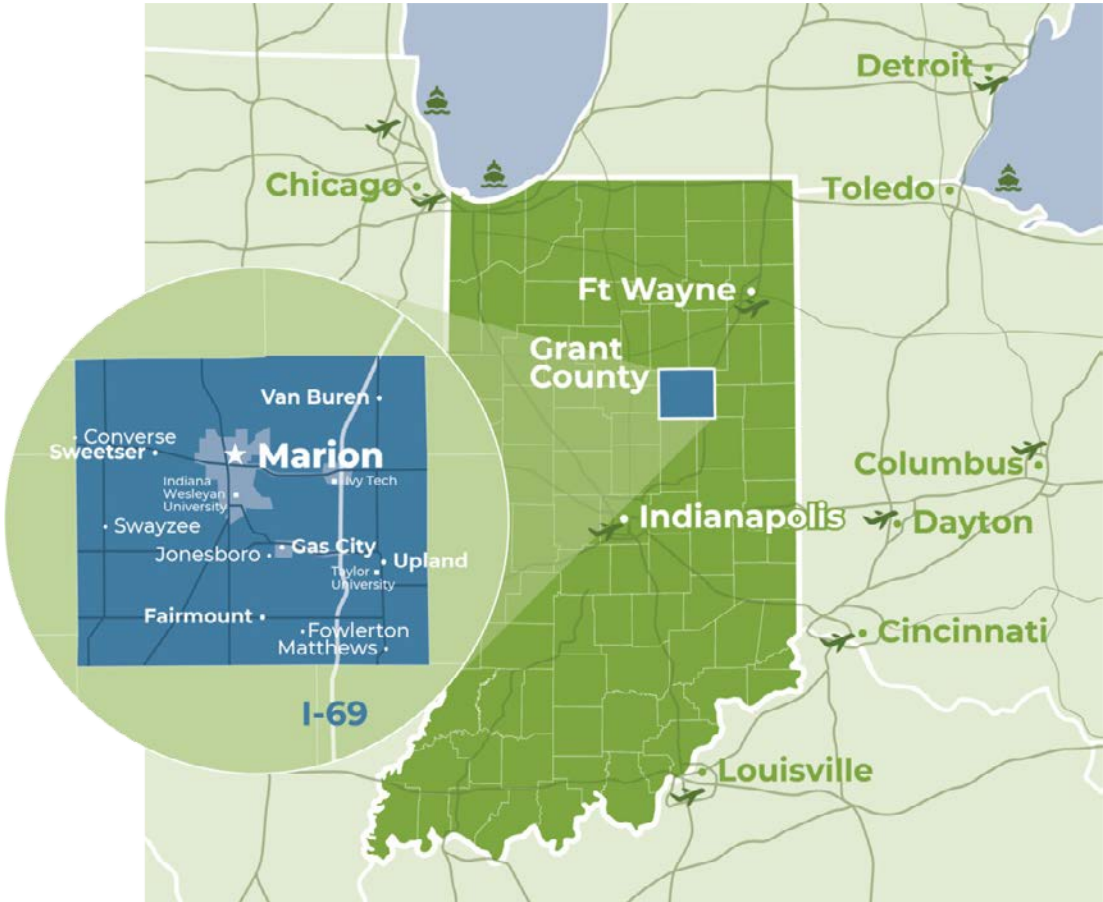 Detroit
Chicago
Toledo
Ft Wayne
Grant
County
Van Buren
Converse
Sweetser
Marion
Indiana
Wesleyan
University
Ivy Tech
Columbus
Swayzee
Indianapolis
Dayton
Jonesboro
Gas City
Upland
Taylor
University
Fairmount
Fowlerton
Matthews
Cincinnati
I-69
Louisville